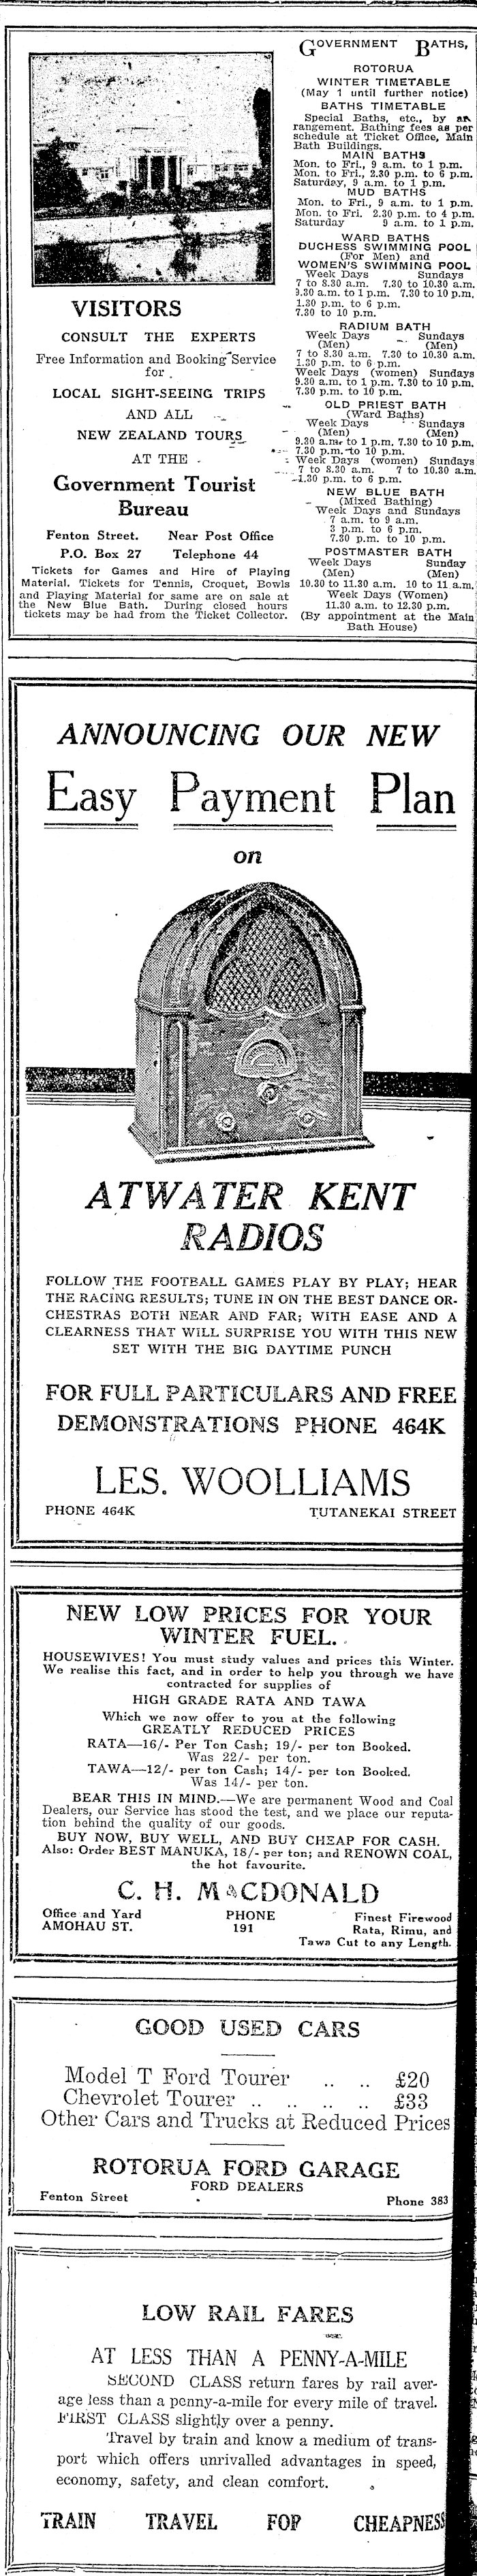 VISITORS
CONSULT THE EXPERTS
Free Information and Booking Service
for
LOCAL SIGHT-SEEING TRIPS
AND ALL
NEW ZEALAND TOURS
AT THE
Government Tourist
Bureau
Fenton Street. Near Post Office
P.O. Box 27 Telephone 44
Tickets for Games and Hire of Playing
Material. Tickets for Tennis, Croquet, Bowls
and Playing Material for same are on sale at
the New Blue Bath. During closed hours
tickets may be had from the Ticket Collector.
GOVERNMENT BATHS,
ROTORUA
WINTER TIMETABLE
(May 1 until further notice)
BATHS TIMETABLE
Special Baths, etc., by ar
rangement. Bathing fees as per
schedule at Ticket Office, Main
Bath Buildings.
MAIN BATHS
Mon. to Fri., 9 a.m. to 1 p.m.
Mon. to Fri., 2.30 p.m. to 6 p.m.
Saturday, 9 a.m. to 1 p.m.
MUD BATHS
Mon. to Fri., 9 a.m. to 1 p.m.
Mon. to Fri. 2.30 p.m. to 4 p.m.
Saturday 9 a.m. to 1 p.m.
WARD BATHS
DUCHESS SWIMMING POOL
(For Men) and
WOMEN'S SWIMMING POOL
Week Days Sundays
7 to 8.30 a.m. 7.30 to 10.30 a.m.
9.30 a.m. to 1 p.m. 7.30 to 10 p.m.
1.30 p.m. to 6 p.m.
7.30 to 10 p.m.
RADIUM BATH
Week Days Sundays
(Men) (Men)
7 to 8.30 a.m. 7.30 to 10.30 a.m.
1.30 p.m. to 6 p.m.
Week Days (women) Sundays
9.30 a.m. to 1 p.m. 7.30 to 10 p.m.
7.30 p.m. to 10 p.m.
OLD PRIEST BATH
(Ward Baths)
Week Days Sundays
(Men) (Men)
9.30 a.m. to 1 p.m. 7.30 to 10 p.m.
7.30 p.m. to 10 p.m.
Week Days (women) Sundays
7 to 8.30 a.m. 7 to 10.30 a.m.
1.30 p.m. to 6 p.m.
NEW BLUE BATH
(Mixed Bathing)
Week Days and Sundays
7 a.m. to 9 a.m.
3 p.m. to 6 p.m.
7.30 p.m. to 10 p.m.
POSTMASTER BATH
Week Days Sunday
(Men) (Men)
10.30 to 11.30 a.m. 10 to 11 a.m.
Week Days (Women)
11.30 a.m. to 12.30 p.m.
(By appointment at the Main
Bath House)
ANNOUNCING OUR NEW
Easy Payment Plan
on
ATWATER KENT
RADIOS
FOLLOW THE FOOTBALL GAMES PLAY BY PLAY; HEAR
THE RACING RESULTS; TUNE IN ON THE BEST DANCE OR-
CHESTRAS BOTH NEAR AND FAR; WITH EASE AND A
CLEARNESS THAT WILL SURPRISE YOU WITH THIS NEW
SET WITH THE BIG DAYTIME PUNCH
FOR FULL PARTICULARS AND FREE
DEMONSTRATIONS PHONE 464K
LES. WOOLLIAMS
PHONE 464K TUTANEKAI STREET
NEW LOW PRICES FOR YOUR
WINTER FUEL.
HOUSEWIVES! You must study values and prices this Winter.
We realise this fact, and in order to help you through we have
contracted for supplies of
HIGH GRADE RATA AND TAWA
Which we now offer to you at the following
GREATLY REDUCED PRICES
RATA—16/- Per Ton Cash; 19/- per ton Booked.
Was 22/- per ton.
TAWA—12/- per ton Cash; 14/- per ton Booked.
Was 14/- per ton.
BEAR THIS IN MIND.—We are permanent Wood and Coal
Dealers, our Service has stood the test, and we place our reputa-
tion behind the quality of our goods.
BUY NOW, BUY WELL, AND BUY CHEAP FOR CASH.
Also: Order BEST MANUKA, 18/- per ton; and RENOWN COAL,
the hot favourite.
C. H. MACDONALD
Office and Yard PHONE Finest Firewood
AMOHAU ST. 191 Rata, Rimu, and
Tawa Cut to any Length.
GOOD USED CARS
Model T Ford Tourer .. .. £20
Chevrolet Tourer .. .. .. .. £33
Other Cars and Trucks at Reduced Prices
ROTORUA FORD GARAGE
FORD DEALERS
Fenton Street Phone 383
LOW RAIL FARES
AT LESS THAN A PENNY-A-MILE
SECOND CLASS return fares by rail aver-
age less than a penny-a-mile for every mile of travel.
FIRST CLASS slightly over a penny.
Travel by train and know a medium of trans-
port which offers unrivalled advantages in speed,
economy, safety, and clean comfort.
TRAIN TRAVEL FOR CHEAPNESS